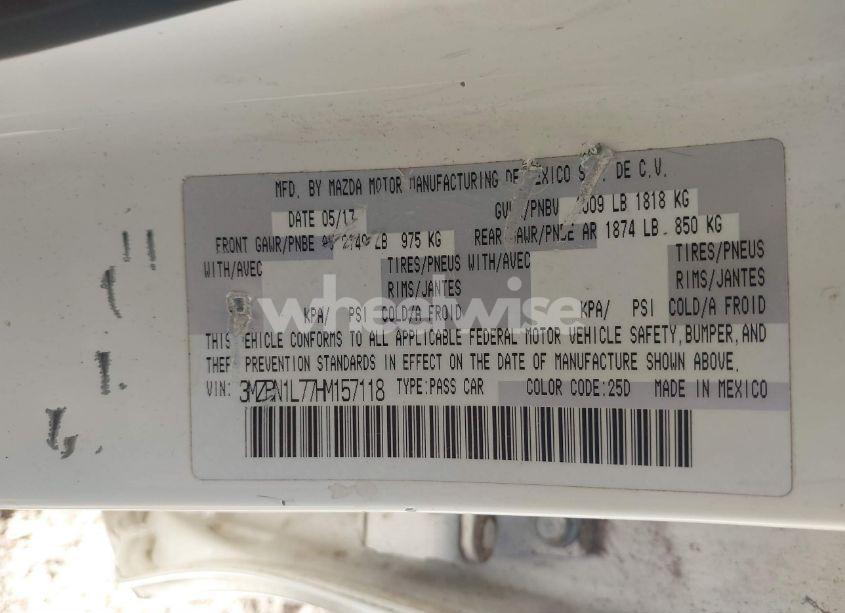 MFD. BY MAZDA MOTOR MANUFACTURING DE MEXICO S. DE C.V.
DATE 05/17
/PNBV 009 LB 1818 KG
FRONT GAWR/PNBE LB 975 KG
REAR GAWR/PNBE AR 1874 LB 850 KG
WITH/AVEC TIRES/PNEUS WITH/AVEC TIRES/PNEUS
RIMS/JANTES RIMS/JANTES
KPA/ PSI COLD/A FROID KPA/ PSI COLD/A FROID
wheelwise
THIS VEHICLE CONFORMS TO ALL APPLICABLE FEDERAL MOTOR VEHICLE SAFETY, BUMPER, AND
THEFT PREVENTION STANDARDS IN EFFECT ON THE DATE OF MANUFACTURE SHOWN ABOVE.
VIN: 3MZBN1L77HM157118 TYPE:PASS CAR COLOR CODE:25D MADE IN MEXICO